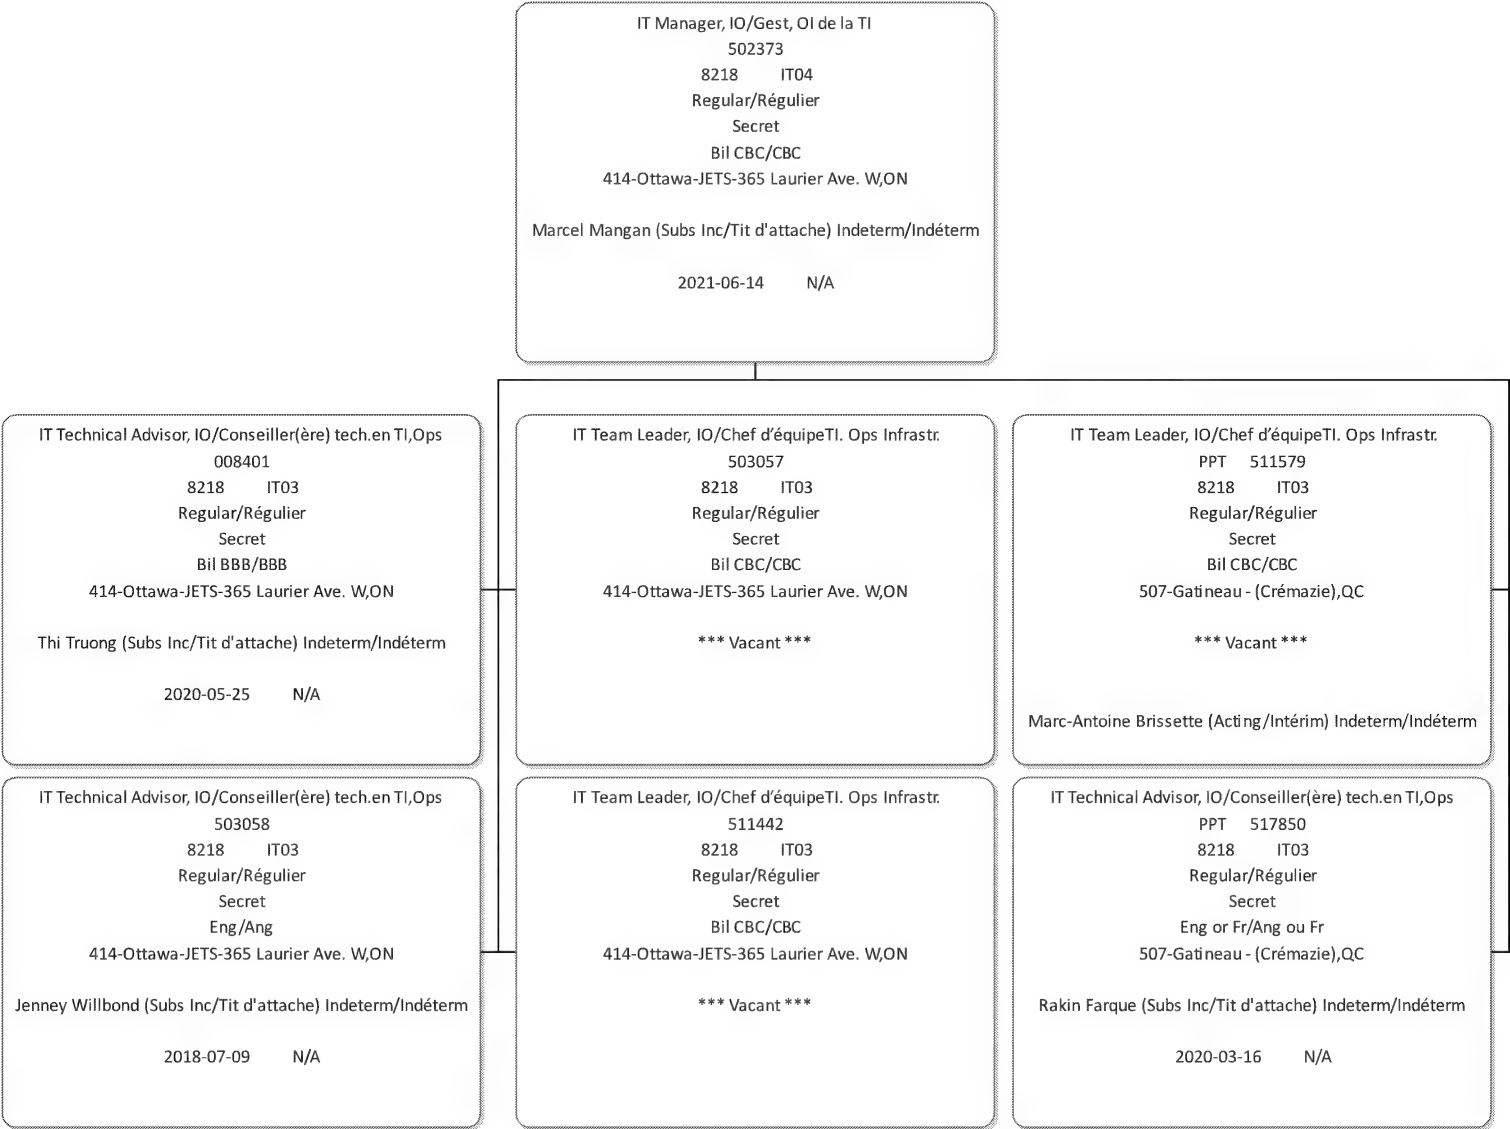 IT Manager, IO/Gest, OI de la TI
502373
8218 IT04
Regular/Régulier
Secret
Bil CBC/CBC
414-Ottawa-JETS-365 Laurier Ave. W,ON
Marcel Mangan (Subs Inc/Tit d'attache) Indeterm/Indéterm
2021-06-14 N/A
IT Technical Advisor, IO/Conseiller(ère) tech.en TI,Ops
008401
8218 IT03
Regular/Régulier
Secret
Bil BBB/BBB
414-Ottawa-JETS-365 Laurier Ave. W,ON
Thi Truong (Subs Inc/Tit d'attache) Indeterm/Indéterm
2020-05-25 N/A
IT Team Leader, IO/Chef d’équipeTI. Ops Infrastr.
503057
8218 IT03
Regular/Régulier
Secret
Bil CBC/CBC
414-Ottawa-JETS-365 Laurier Ave. W,ON
*** Vacant ***
IT Team Leader, IO/Chef d’équipeTI. Ops Infrastr.
PPT 511579
8218 IT03
Regular/Régulier
Secret
Bil CBC/CBC
507-Gatineau - (Crémazie),QC
*** Vacant ***
Marc-Antoine Brissette (Acting/Intérim) Indeterm/Indéterm
IT Technical Advisor, IO/Conseiller(ère) tech.en TI,Ops
503058
8218 IT03
Regular/Régulier
Secret
Eng/Ang
414-Ottawa-JETS-365 Laurier Ave. W,ON
Jenney Willbond (Subs Inc/Tit d'attache) Indeterm/Indéterm
2018-07-09 N/A
IT Team Leader, IO/Chef d’équipeTI. Ops Infrastr.
511442
8218 IT03
Regular/Régulier
Secret
Bil CBC/CBC
414-Ottawa-JETS-365 Laurier Ave. W,ON
*** Vacant ***
IT Technical Advisor, IO/Conseiller(ère) tech.en TI,Ops
PPT 517850
8218 IT03
Regular/Régulier
Secret
Eng or Fr/Ang ou Fr
507-Gatineau - (Crémazie),QC
Rakin Farque (Subs Inc/Tit d'attache) Indeterm/Indéterm
2020-03-16 N/A